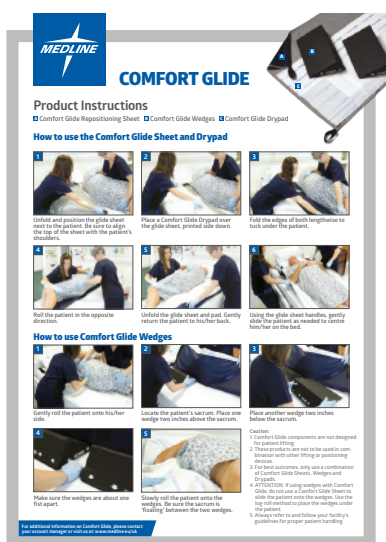 MEDLINE
COMFORT GLIDE
A
B
C
Product Instructions
A Comfort Glide Repositioning Sheet B Comfort Glide Wedges C Comfort Glide Drypad
How to use the Comfort Glide Sheet and Drypad
1
2
3
Unfold and position the glide sheet
next to the patient. Be sure to align
the top of the sheet with the patient's
shoulders.
Place a Comfort Glide Drypad over
the glide sheet, printed side down.
Fold the edges of both lengthwise to
tuck under the patient.
4
5
6
Roll the patient in the opposite
direction.
Unfold the glide sheet and pad. Gently
return the patient to his/her back.
Using the glide sheet handles, gently
slide the patient as needed to centre
him/her on the bed.
How to use Comfort Glide Wedges
1
2
3
Gently roll the patient onto his/her
side.
Locate the patient's sacrum. Place one
wedge two inches above the sacrum.
Place another wedge two inches
below the sacrum.
4
5
Make sure the wedges are about one
fist apart.
Slowly roll the patient onto the
wedges. Be sure the sacrum is
'floating' between the two wedges.
Caution:
1. Comfort Glide components are not designed
for patient lifting.
2. These products are not to be used in com-
bination with other lifting or positioning
devices.
3. For best outcomes, only use a combination
of Comfort Glide Sheets, Wedges and
Drypads.
4. ATTENTION: If using wedges with Comfort
Glide, do not use a Comfort Glide Sheet to
slide the patient onto the wedges. Use the
log-roll method to place the wedges under
the patient
5. Always refer to and follow your facility's
guidelines for proper patient handling.
For additional information on Comfort Glide, please contact
your account manager or visit us at: www.medline.eu/uk